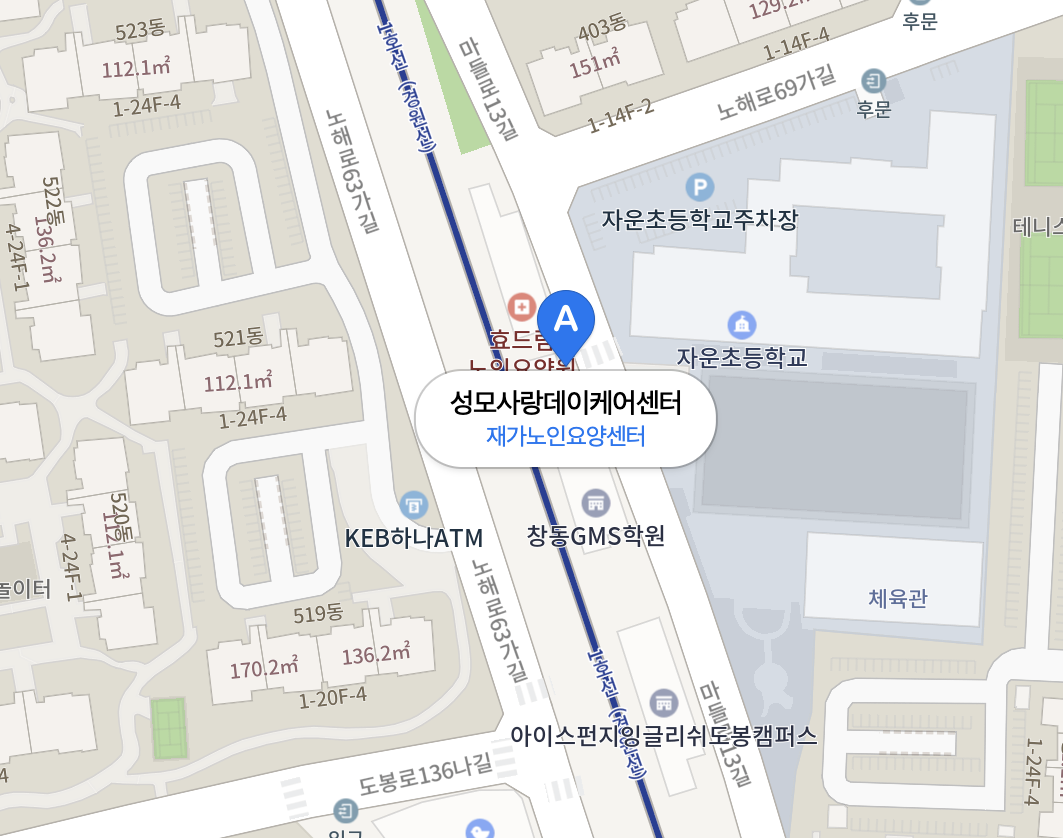 523동
112.1㎡
1-24F-4
1호선 (경원선)
마들로13길
403동
151㎡
1-14F-2
1-14F-4
후문
노해로69가길
후문
노해로63가길
자운초등학교주차장
테니스
522동
136.2㎡
4-24F-1
521동
112.1㎡
1-24F-4
자운초등학교
A
성모사랑데이케어센터
재가노인요양센터
KEB하나ATM
창동GMS학원
520동
112.1㎡
4-24F-1
놀이터
노해로63가길
체육관
519동
170.2㎡
136.2㎡
1-20F-4
1호선 (경원선)
마들로13길
아이스펀지잉글리쉬도봉캠퍼스
도봉로136나길
1-24F-4